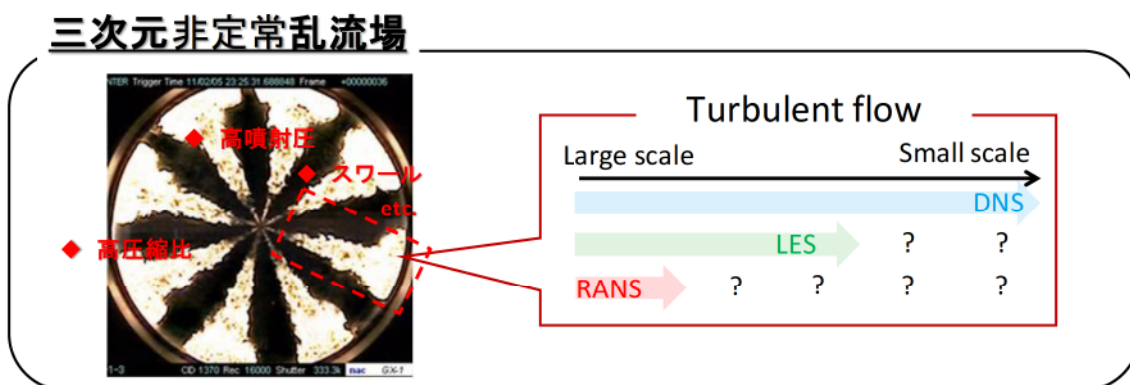 三次元非定常乱流場
NTER Trigger Time 11/02/05 23:25:31.688848 Frame +00000036
◆ 高噴射圧
◆ スワール
etc.
◆ 高圧縮比
1-3 CID 1370 Rec 16000 Shutter 333.3k nac GX-1
Turbulent flow
Large scale
Small scale
DNS
LES ? ?
RANS ? ? ? ?